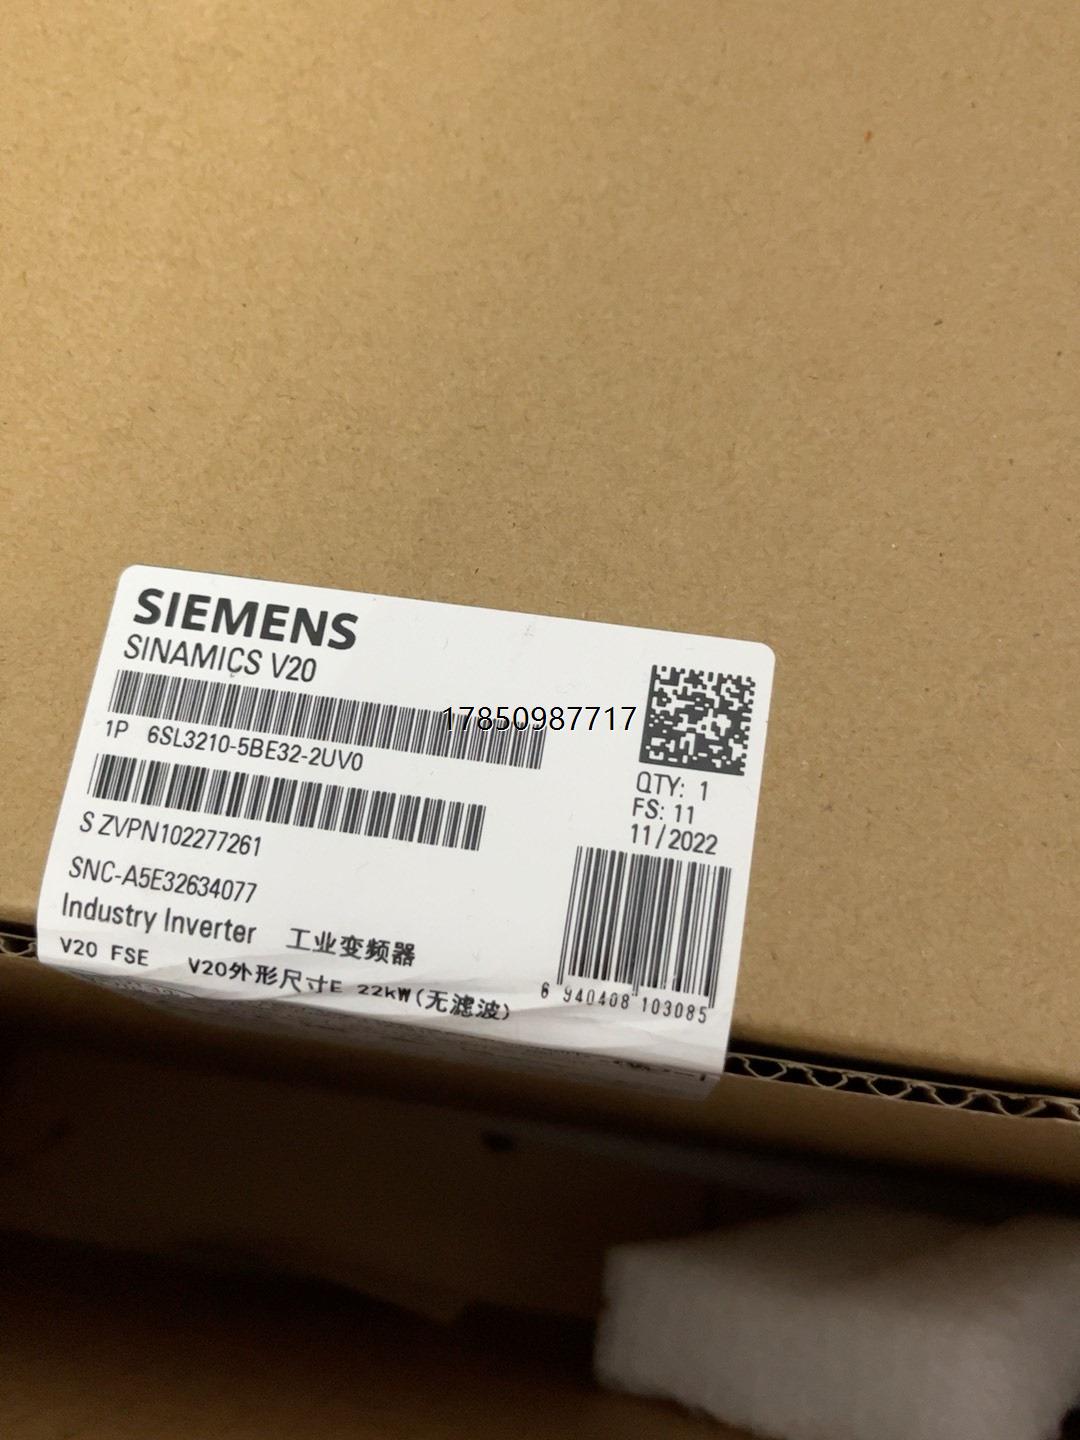 SIEMENS
SINAMICS V20
17850987717
1P 6SL3210-5BE32-2UV0
QTY: 1
FS: 11
11/2022
S ZVPN102277261
SNC-A5E32634077
Industry Inverter 工业变频器
V20 FSE V20外形尺寸E 22kW(无滤波)
6 940408 103085